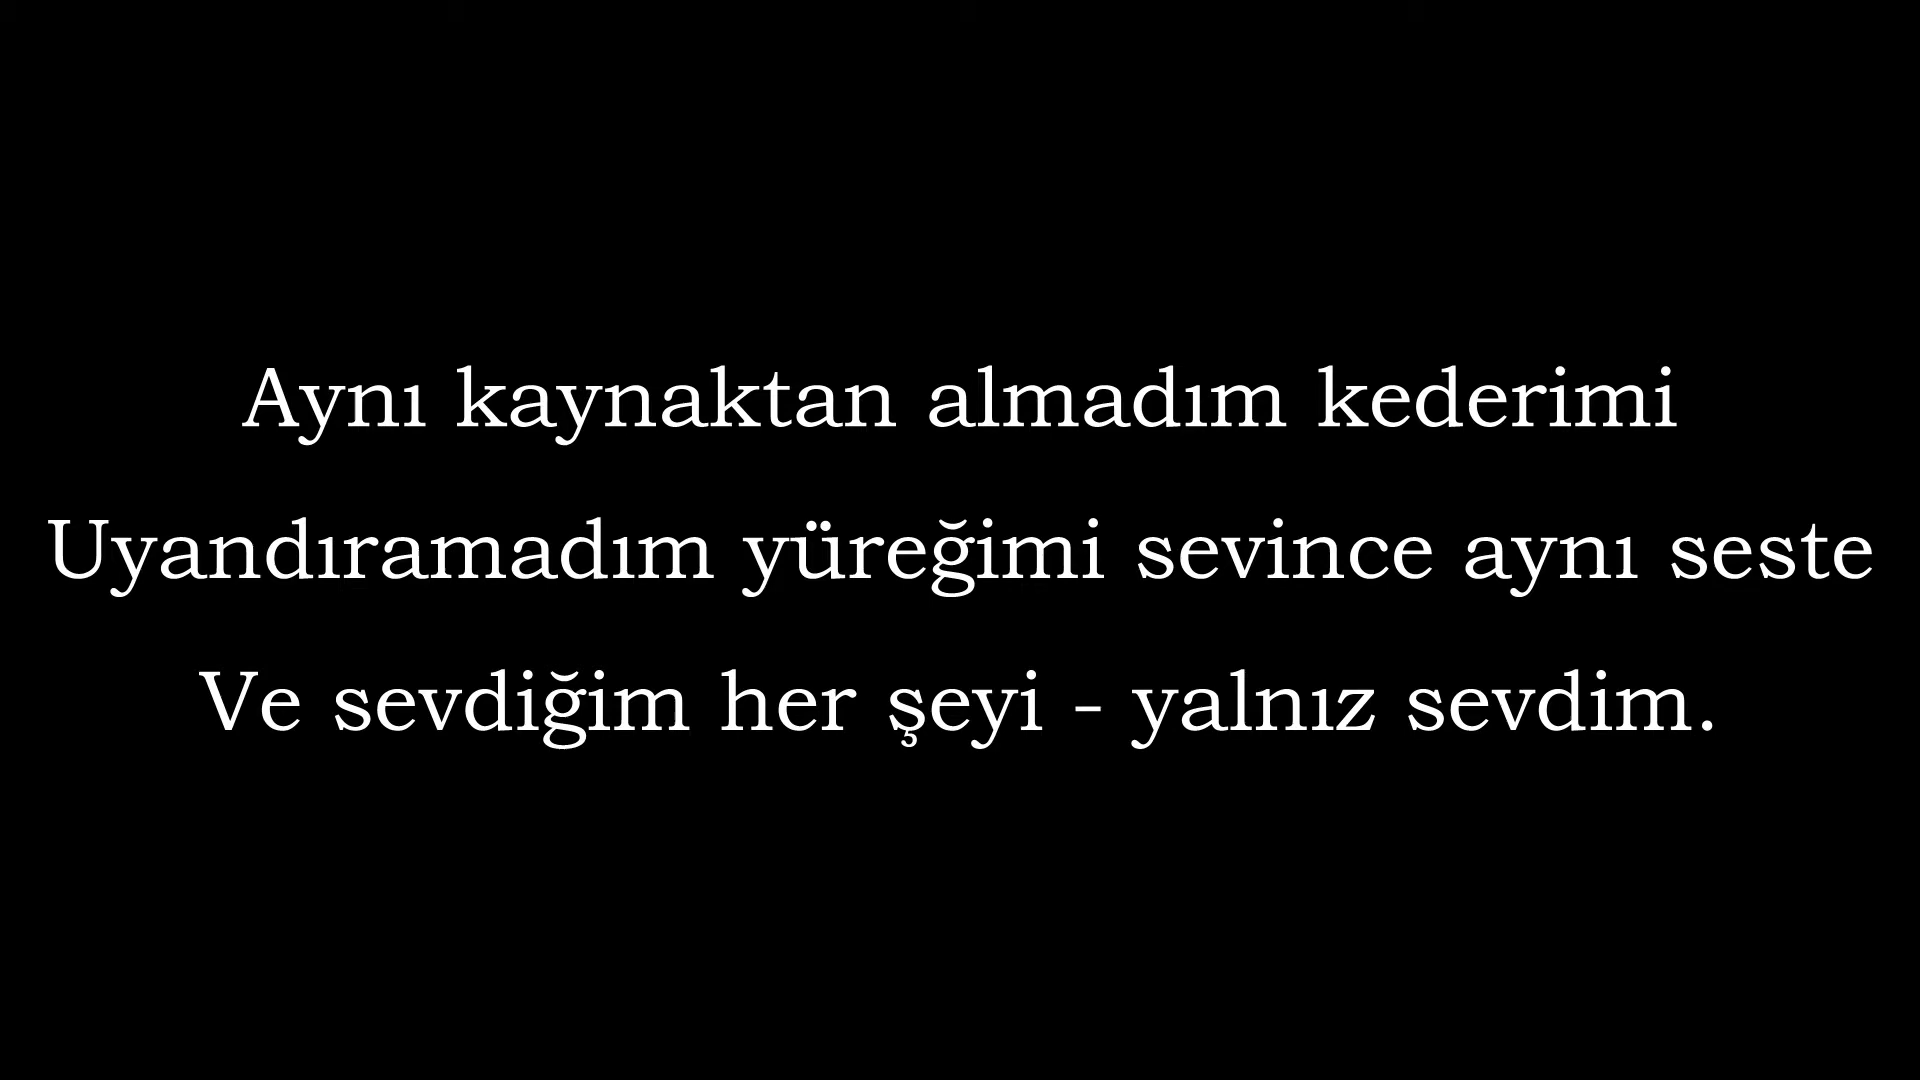 Aynı kaynaktan almadım kederimi
Uyandıramadım yüreğimi sevince aynı seste
Ve sevdiğim her şeyi - yalnız sevdim.